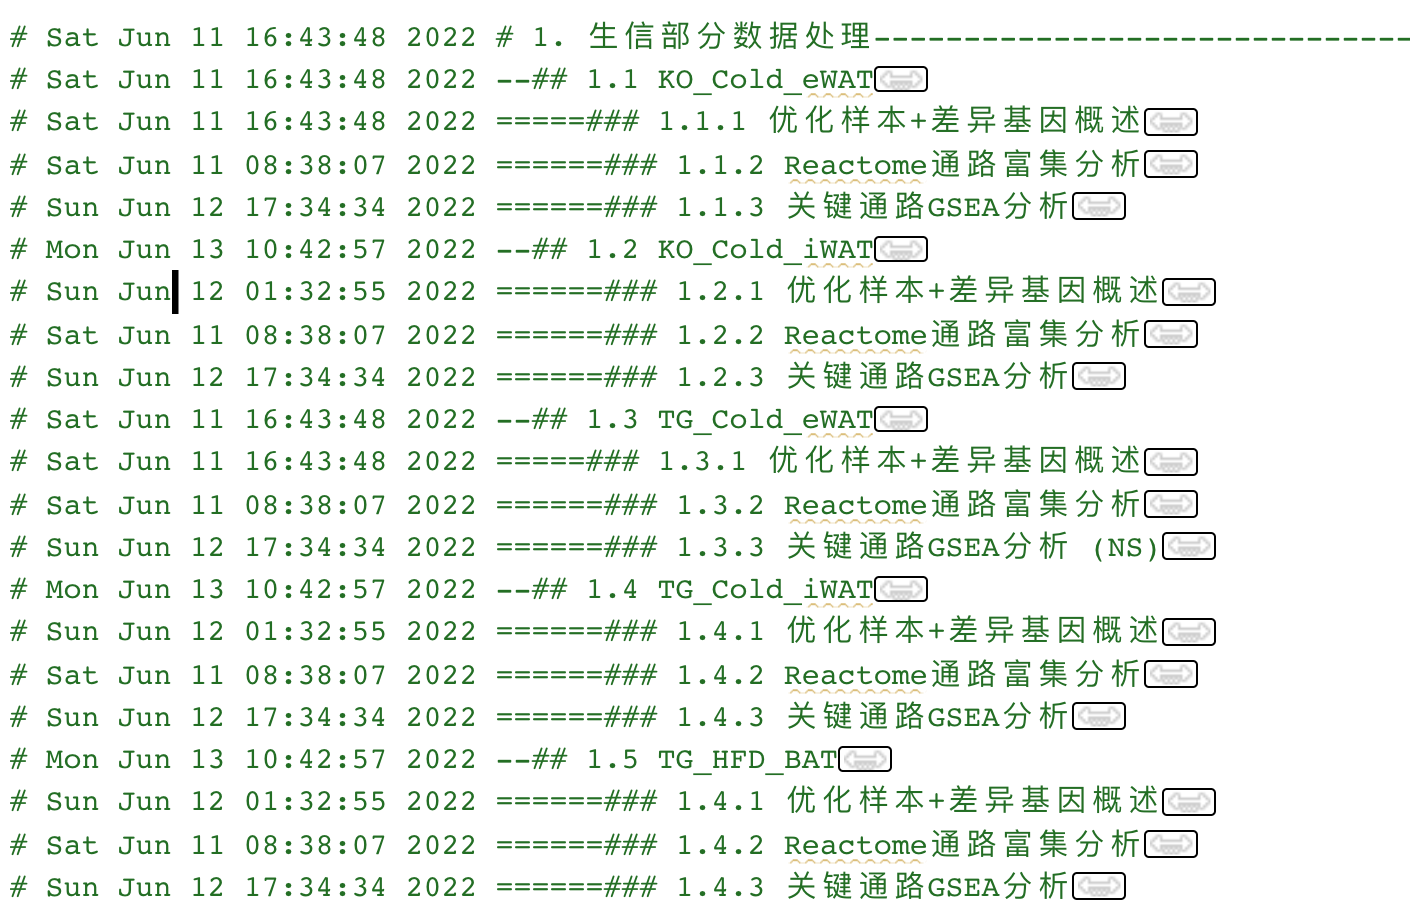 # Sat Jun 11 16:43:48 2022 # 1. 生信部分数据处理------------------------------
# Sat Jun 11 16:43:48 2022 --## 1.1 KO_Cold_eWAT
# Sat Jun 11 16:43:48 2022 =====### 1.1.1 优化样本+差异基因概述
# Sat Jun 11 08:38:07 2022 ======### 1.1.2 Reactome通路富集分析
# Sun Jun 12 17:34:34 2022 ======### 1.1.3 关键通路GSEA分析
# Mon Jun 13 10:42:57 2022 --## 1.2 KO_Cold_iWAT
# Sun Jun 12 01:32:55 2022 ======### 1.2.1 优化样本+差异基因概述
# Sat Jun 11 08:38:07 2022 ======### 1.2.2 Reactome通路富集分析
# Sun Jun 12 17:34:34 2022 ======### 1.2.3 关键通路GSEA分析
# Sat Jun 11 16:43:48 2022 --## 1.3 TG_Cold_eWAT
# Sat Jun 11 16:43:48 2022 =====### 1.3.1 优化样本+差异基因概述
# Sat Jun 11 08:38:07 2022 ======### 1.3.2 Reactome通路富集分析
# Sun Jun 12 17:34:34 2022 ======### 1.3.3 关键通路GSEA分析 (NS)
# Mon Jun 13 10:42:57 2022 --## 1.4 TG_Cold_iWAT
# Sun Jun 12 01:32:55 2022 ======### 1.4.1 优化样本+差异基因概述
# Sat Jun 11 08:38:07 2022 ======### 1.4.2 Reactome通路富集分析
# Sun Jun 12 17:34:34 2022 ======### 1.4.3 关键通路GSEA分析
# Mon Jun 13 10:42:57 2022 --## 1.5 TG_HFD_BAT
# Sun Jun 12 01:32:55 2022 ======### 1.4.1 优化样本+差异基因概述
# Sat Jun 11 08:38:07 2022 ======### 1.4.2 Reactome通路富集分析
# Sun Jun 12 17:34:34 2022 ======### 1.4.3 关键通路GSEA分析